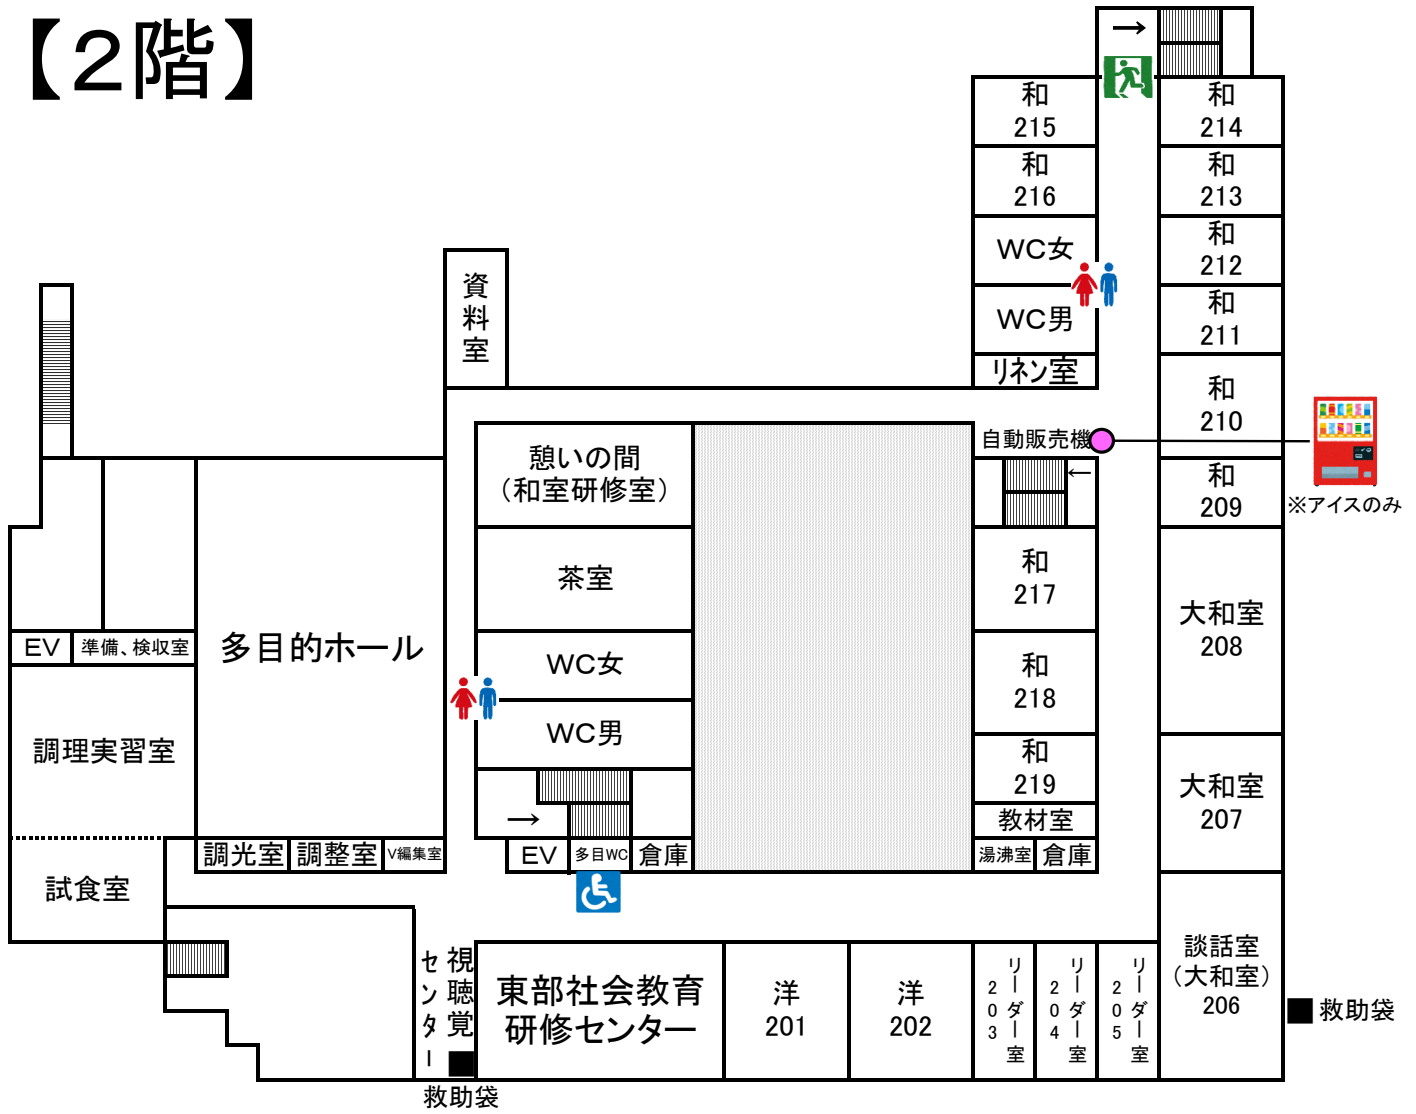 【2階】
→
和
215
和
214
和
216
和
213
WC女
和
212
WC男
和
211
リネン室
和
210
資料室
自動販売機
←
和
209
※アイスのみ
憩いの間
（和室研修室）
茶室
和
217
大和室
208
EV
準備、検収室
多目的ホール
WC女
和
218
WC男
調理実習室
和
219
大和室
207
→
教材室
調光室
調整室
V編集室
EV
多目WC
倉庫
湯沸室
倉庫
試食室
視聴覚
センター
東部社会教育
研修センター
洋
201
洋
202
リーダー室
203
リーダー室
204
リーダー室
205
談話室
（大和室）
206
救助袋
救助袋